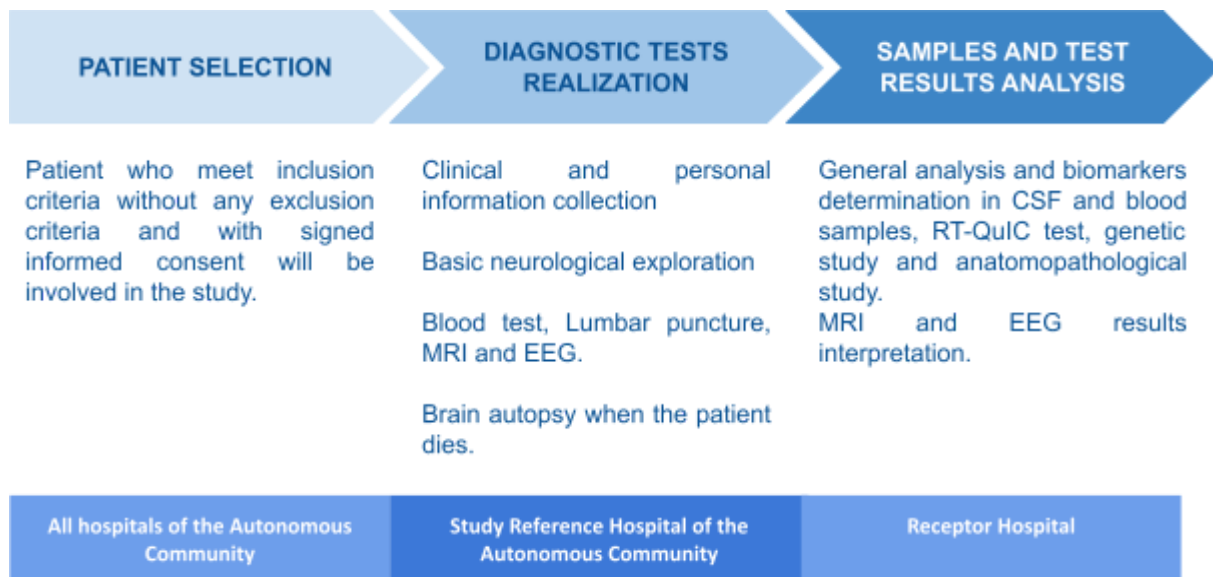 PATIENT SELECTION
DIAGNOSTIC TESTS
REALIZATION
SAMPLES AND TEST
RESULTS ANALYSIS
Patient who meet inclusion
criteria without any exclusion
criteria and with signed
informed consent will be
involved in the study.
Clinical and personal
information collection
Basic neurological exploration
Blood test, Lumbar puncture,
MRI and EEG.
Brain autopsy when the patient
dies.
General analysis and biomarkers
determination in CSF and blood
samples, RT-QuIC test, genetic
study and anatomopathological
study.
MRI and EEG results
interpretation.
All hospitals of the Autonomous
Community
Study Reference Hospital of the
Autonomous Community
Receptor Hospital